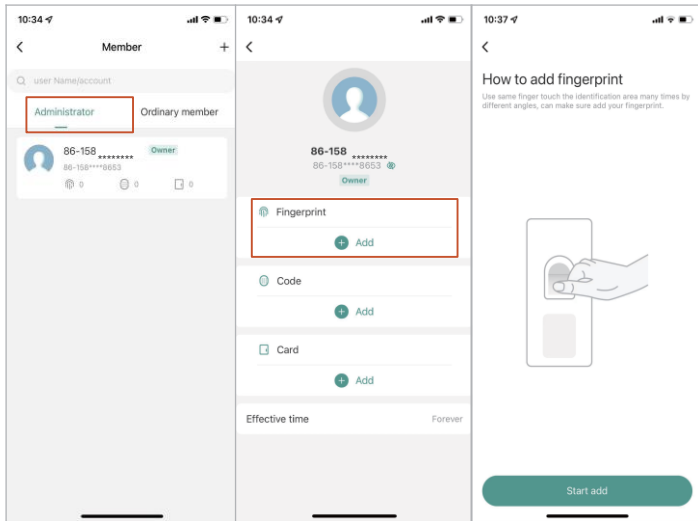 10:34
Member
+
user Name/account
Administrator
Ordinary member
86-158 ********
Owner
86-158****8653
0
0
0
10:34
86-158 ********
86-158****8653
Owner
Fingerprint
Add
Code
Add
Card
Add
Effective time
Forever
10:37
How to add fingerprint
Use same finger touch the identification area many times by
different angles, can make sure add your fingerprint.
Start add